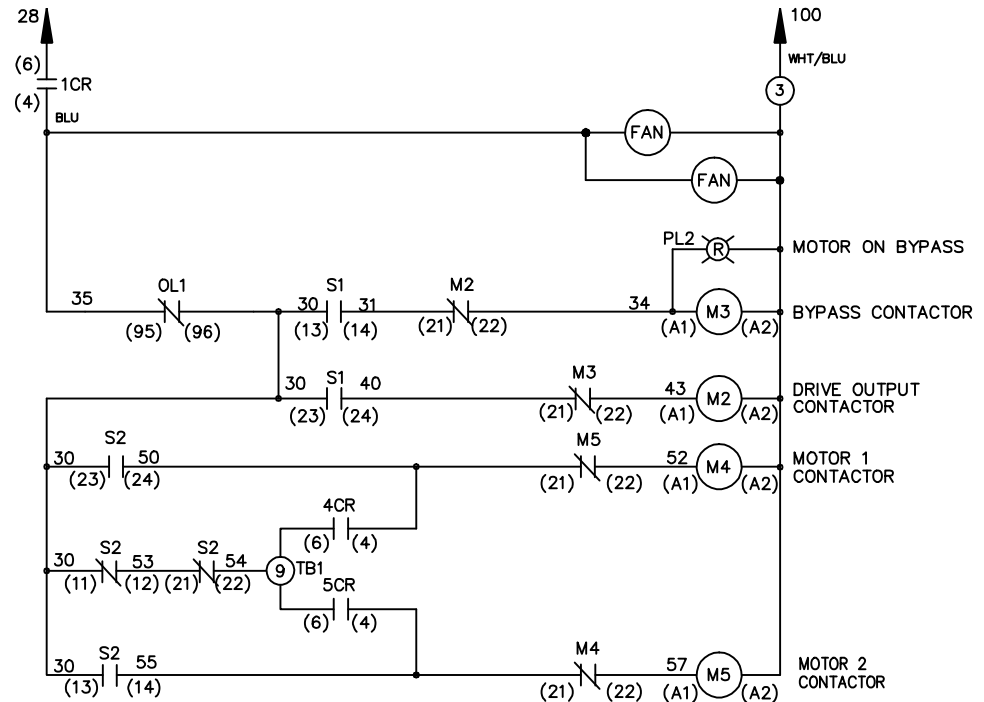 28
100
(6)
1CR
(4)
WHT/BLU
3
BLU
FAN
FAN
PL2
R
MOTOR ON BYPASS
35
OL1
(95)
(96)
30
S1
31
(13)
(14)
M2
(21)
(22)
34
M3
(A1)
(A2)
BYPASS CONTACTOR
30
S1
40
(23)
(24)
M3
(21)
(22)
43
M2
(A1)
(A2)
DRIVE OUTPUT
CONTACTOR
30
S2
50
(23)
(24)
M5
(21)
(22)
52
M4
(A1)
(A2)
MOTOR 1
CONTACTOR
4CR
(6)
(4)
30
S2
53
S2
54
(11)
(12)
(21)
(22)
9
TB1
5CR
(6)
(4)
30
S2
55
(13)
(14)
M4
(21)
(22)
57
M5
(A1)
(A2)
MOTOR 2
CONTACTOR